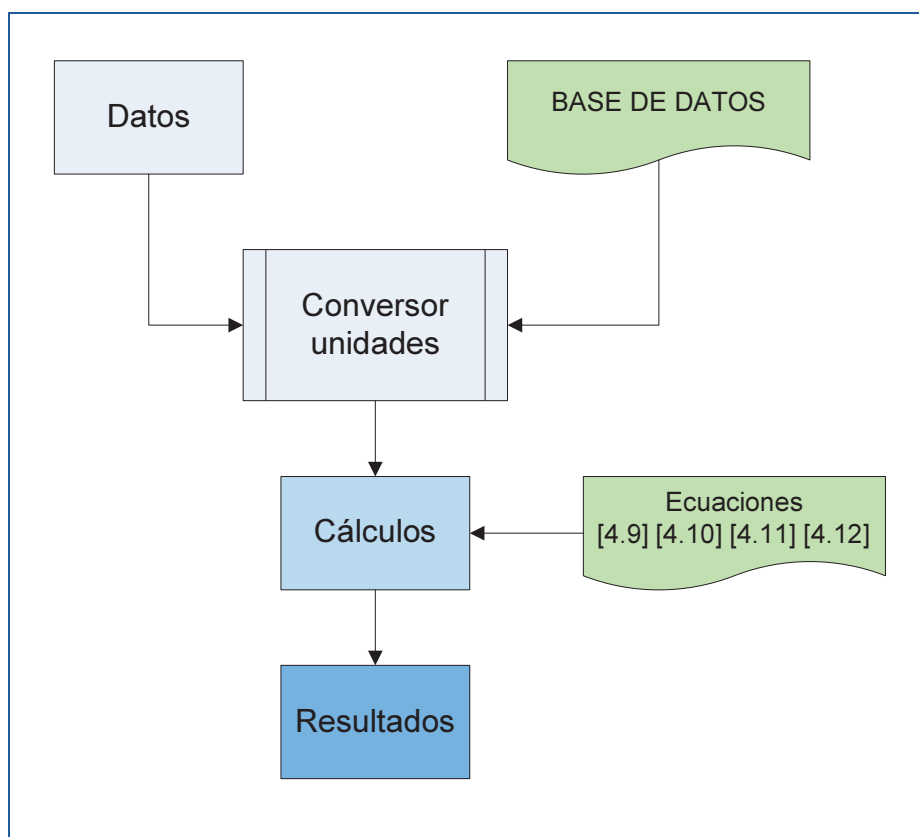 Datos
BASE DE DATOS
Conversor
unidades
Cálculos
Ecuaciones
[4.9] [4.10] [4.11] [4.12]
Resultados